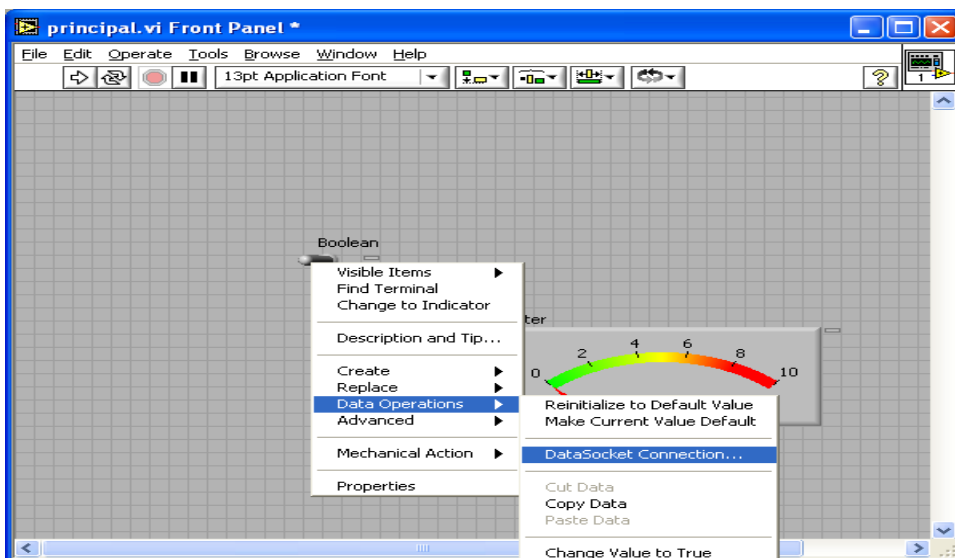 principal.vi Front Panel *
File Edit Operate Tools Browse Window Help
13pt Application Font
1
Boolean
Visible Items
Find Terminal
Change to Indicator
Description and Tip...
Create
Replace
Data Operations
Advanced
Mechanical Action
Properties
ter
0 2 4 6 8 10
Reinitialize to Default Value
Make Current Value Default
DataSocket Connection...
Cut Data
Copy Data
Paste Data
Change Value to True